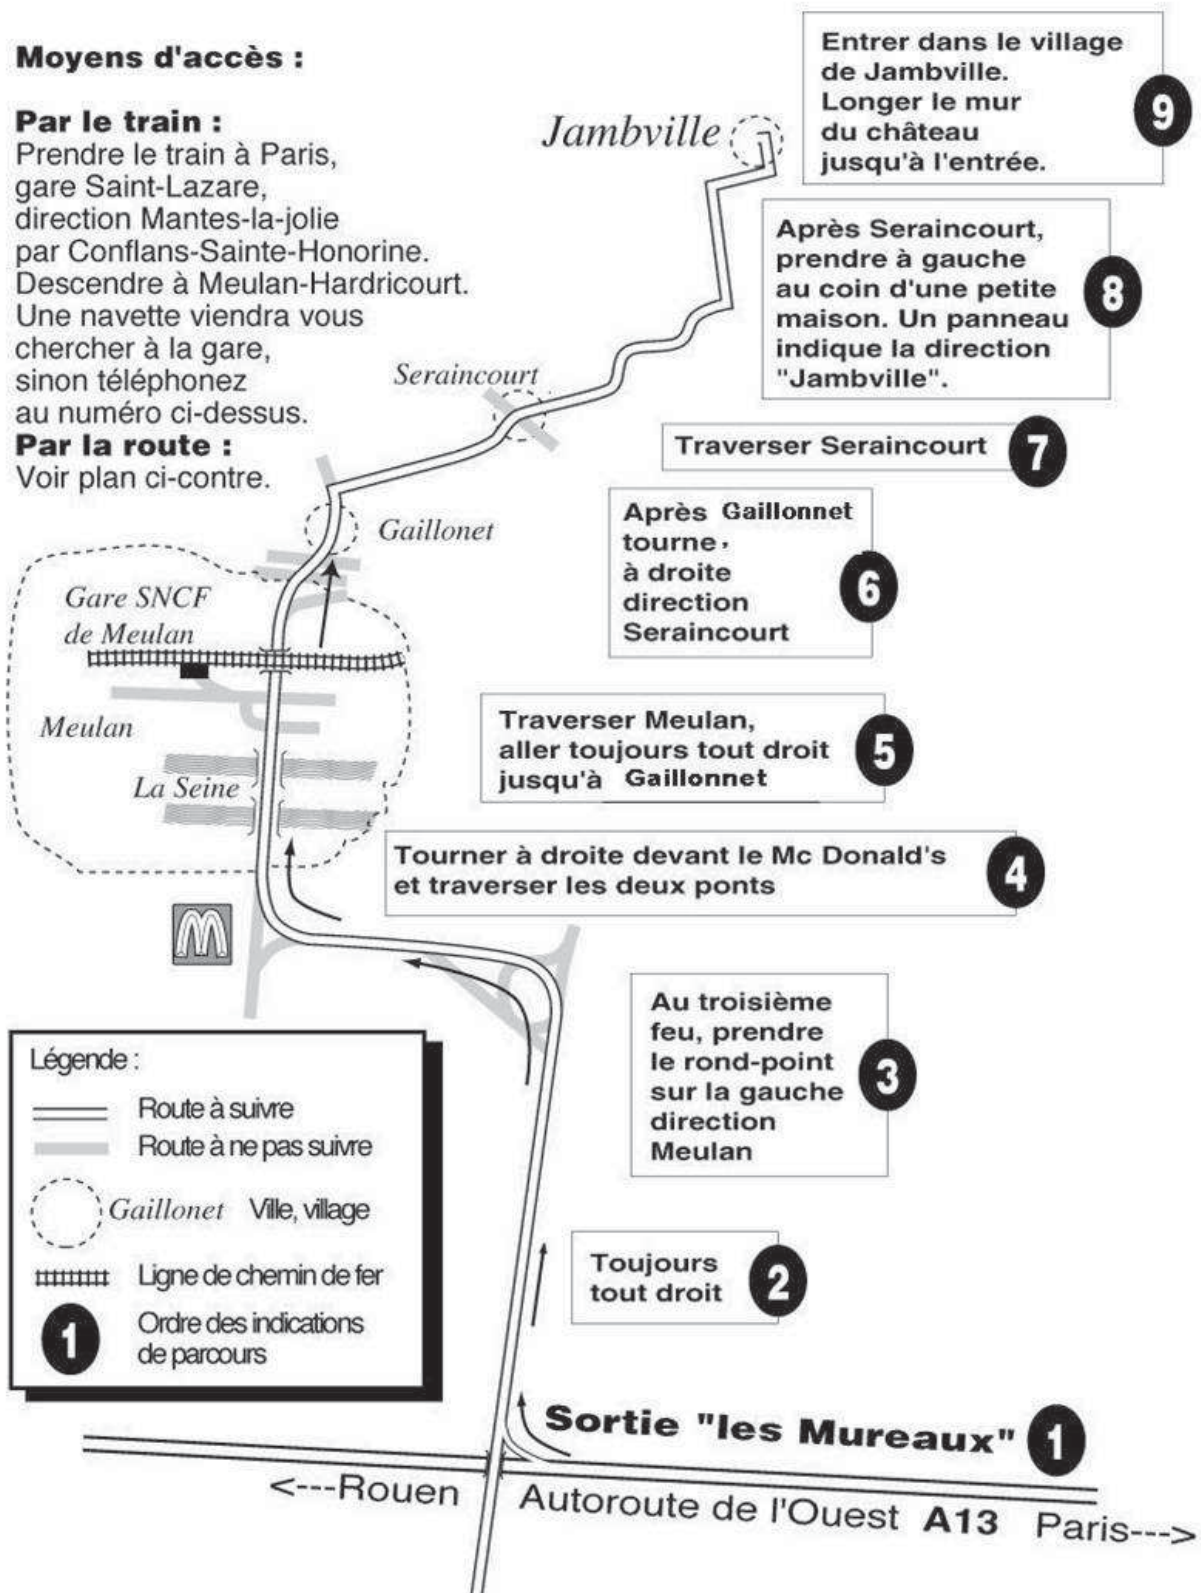 Moyens d'accès :
Par le train :
Prendre le train à Paris,
gare Saint-Lazare,
direction Mantes-la-jolie
par Conflans-Sainte-Honorine.
Descendre à Meulan-Hardricourt.
Une navette viendra vous
chercher à la gare,
sinon téléphonez
au numéro ci-dessus.
Par la route :
Voir plan ci-contre.
Jambville
Entrer dans le village
de Jambville.
Longer le mur
du château
jusqu'à l'entrée.
9
Après Seraincourt,
prendre à gauche
au coin d'une petite
maison. Un panneau
indique la direction
"Jambville".
8
Seraincourt
Traverser Seraincourt
7
Gaillonet
Après Gaillonnet
tourne
à droite
direction
Seraincourt
6
Gare SNCF
de Meulan
Meulan
La Seine
Traverser Meulan,
aller toujours tout droit
jusqu'à Gaillonnet
5
Tourner à droite devant le Mc Donald's
et traverser les deux ponts
4
M
Au troisième
feu, prendre
le rond-point
sur la gauche
direction
Meulan
3
Légende :
Route à suivre
Route à ne pas suivre
Gaillonet Ville, village
Ligne de chemin de fer
1 Ordre des indications
de parcours
Toujours
tout droit
2
Sortie "les Mureaux" 1
<---Rouen Autoroute de l'Ouest A13 Paris--->